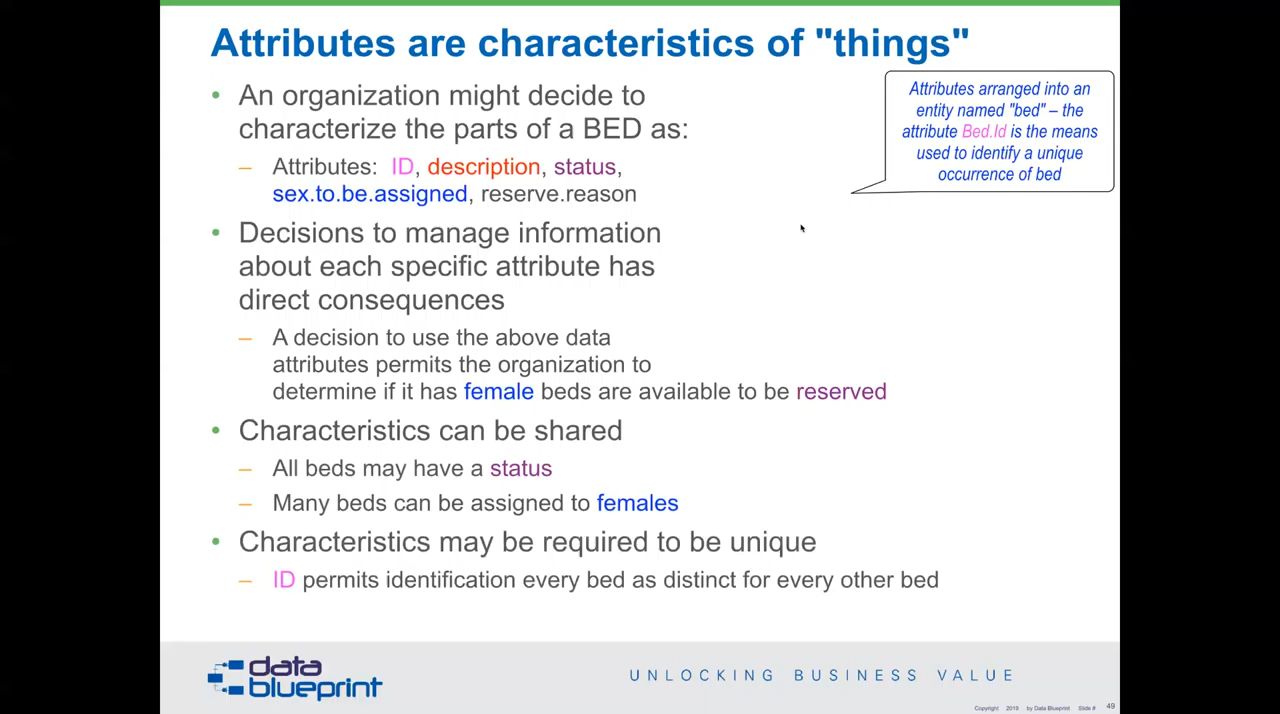 Attributes are characteristics of "things"
• An organization might decide to
characterize the parts of a BED as:
– Attributes: ID, description, status,
sex.to.be.assigned, reserve.reason
• Decisions to manage information
about each specific attribute has
direct consequences
– A decision to use the above data
attributes permits the organization to
determine if it has female beds are available to be reserved
• Characteristics can be shared
– All beds may have a status
– Many beds can be assigned to females
• Characteristics may be required to be unique
– ID permits identification every bed as distinct for every other bed
Attributes arranged into an
entity named "bed" – the
attribute Bed.Id is the means
used to identify a unique
occurrence of bed
data
blueprint
UNLOCKING BUSINESS VALUE
Copyright 2019 by Data Blueprint Slide # 49